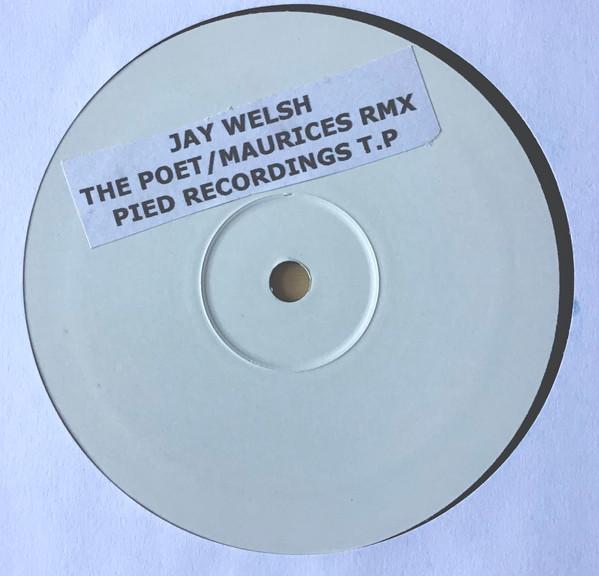 JAY WELSH
THE POET/MAURICES RMX
PIED RECORDINGS T.P